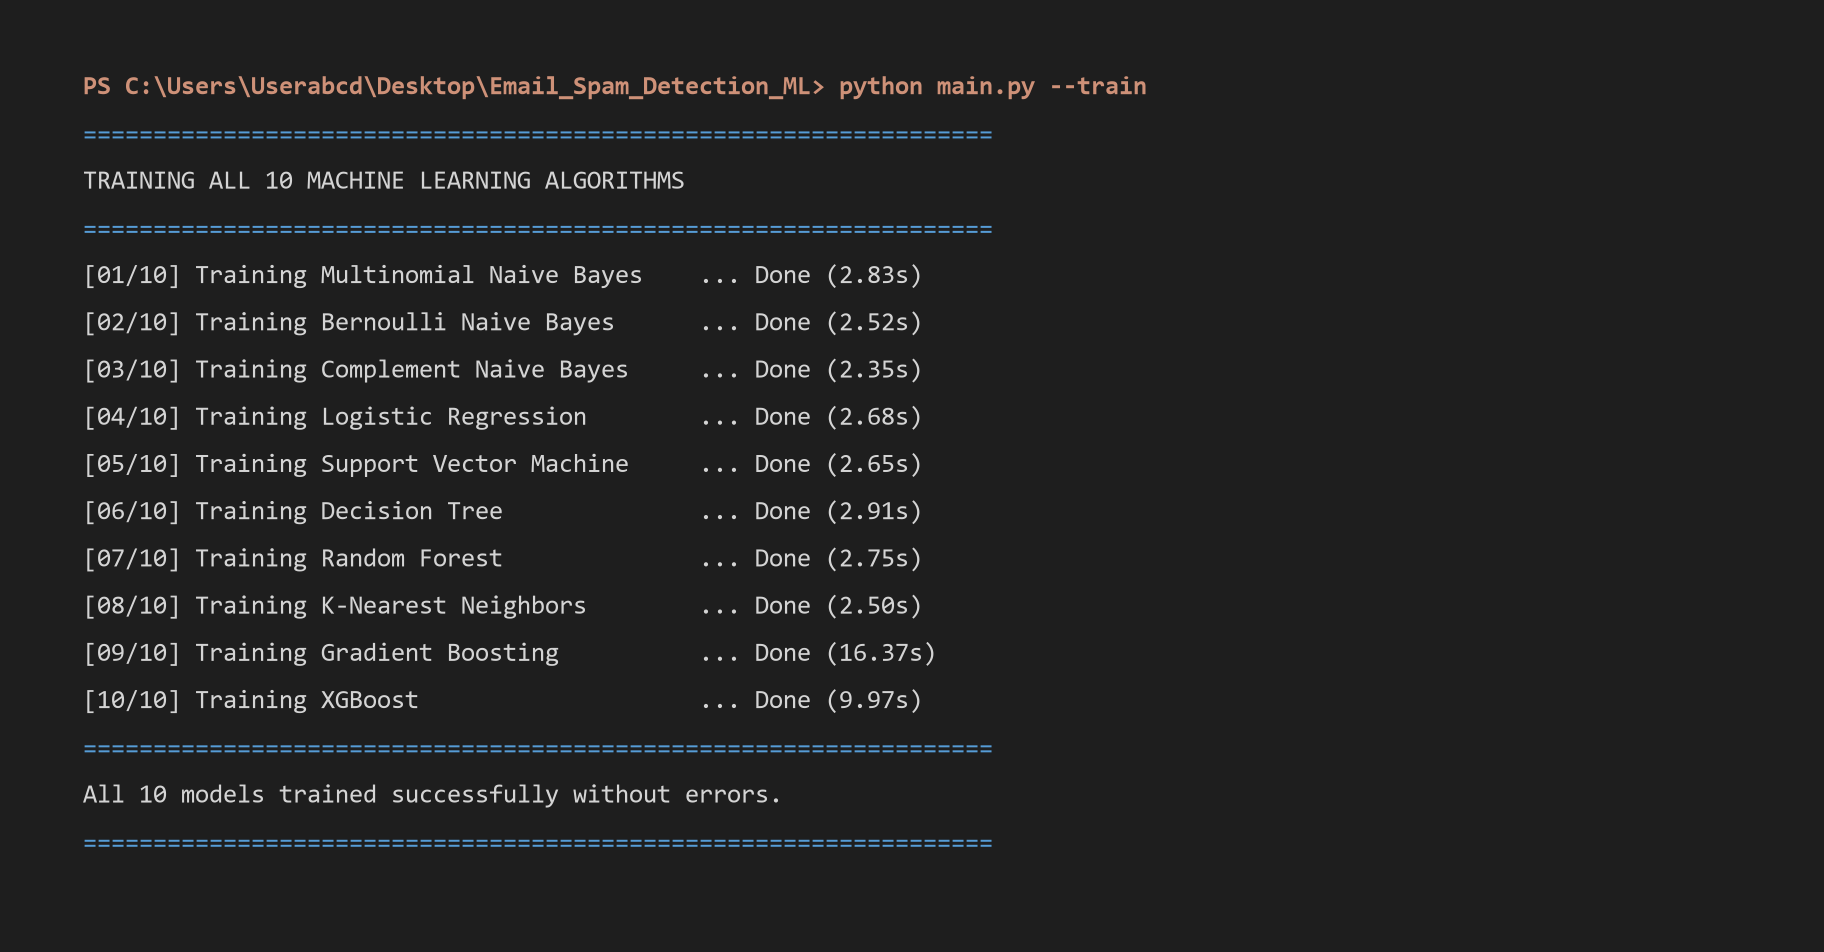 PS C:\Users\Userabcd\Desktop\Email_Spam_Detection_ML> python main.py --train
=================================================================
TRAINING ALL 10 MACHINE LEARNING ALGORITHMS
=================================================================
[01/10] Training Multinomial Naive Bayes    ... Done (2.83s)
[02/10] Training Bernoulli Naive Bayes      ... Done (2.52s)
[03/10] Training Complement Naive Bayes     ... Done (2.35s)
[04/10] Training Logistic Regression        ... Done (2.68s)
[05/10] Training Support Vector Machine     ... Done (2.65s)
[06/10] Training Decision Tree              ... Done (2.91s)
[07/10] Training Random Forest              ... Done (2.75s)
[08/10] Training K-Nearest Neighbors        ... Done (2.50s)
[09/10] Training Gradient Boosting          ... Done (16.37s)
[10/10] Training XGBoost                    ... Done (9.97s)
=================================================================
All 10 models trained successfully without errors.
=================================================================